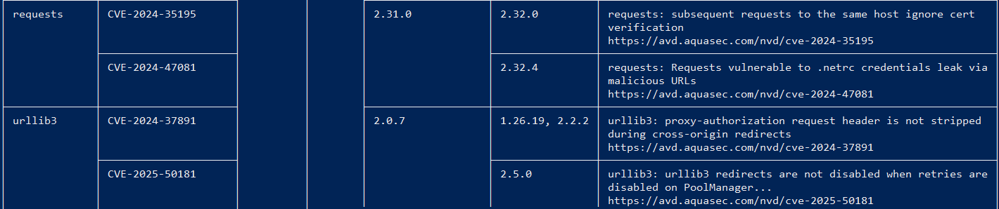 requests CVE-2024-35195 2.31.0 2.32.0 requests: subsequent requests to the same host ignore cert
verification
https://avd.aquasec.com/nvd/cve-2024-35195
CVE-2024-47081 2.32.4 requests: Requests vulnerable to .netrc credentials leak via
malicious URLs
https://avd.aquasec.com/nvd/cve-2024-47081
urllib3 CVE-2024-37891 2.0.7 1.26.19, 2.2.2 urllib3: proxy-authorization request header is not stripped
during cross-origin redirects
https://avd.aquasec.com/nvd/cve-2024-37891
CVE-2025-50181 2.5.0 urllib3: urllib3 redirects are not disabled when retries are
disabled on PoolManager...
https://avd.aquasec.com/nvd/cve-2025-50181